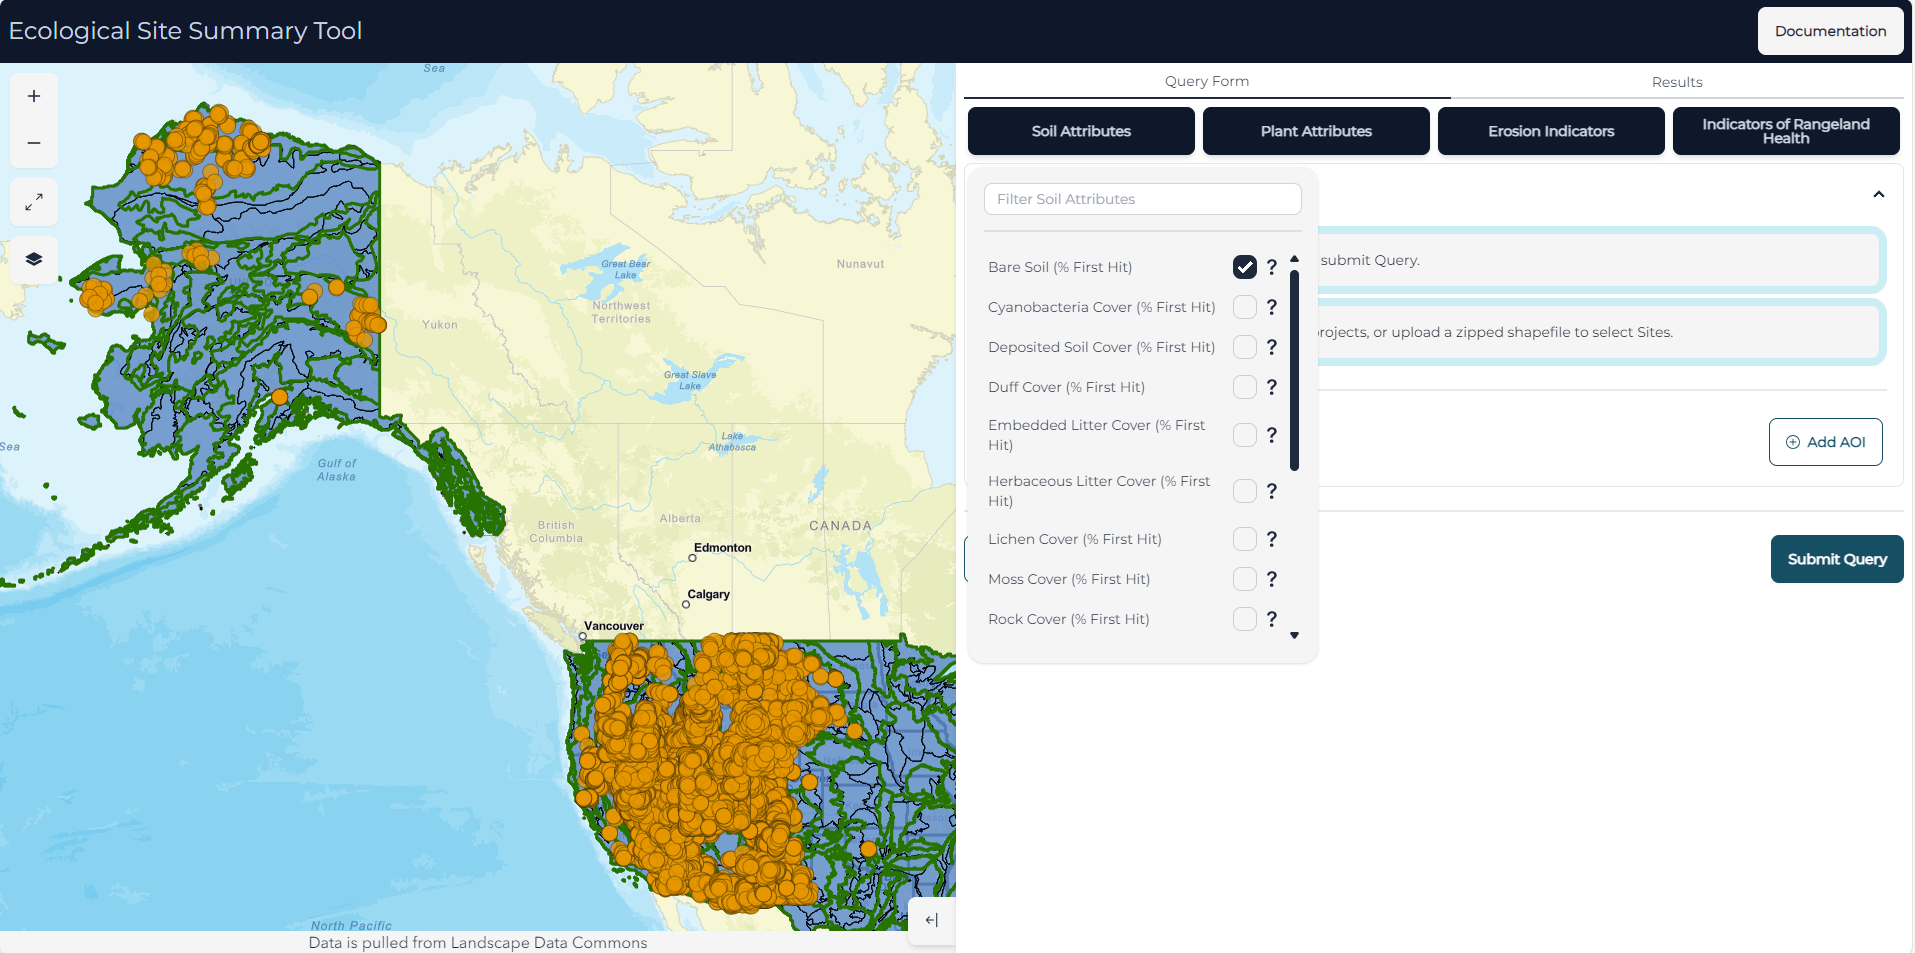 Ecological Site Summary Tool
Documentation
Query Form
Results
Soil Attributes
Plant Attributes
Erosion Indicators
Indicators of Rangeland
Health
Filter Soil Attributes
Bare Soil (% First Hit)
?
Cyanobacteria Cover (% First Hit)
?
Deposited Soil Cover (% First Hit)
?
Duff Cover (% First Hit)
?
Embedded Litter Cover (% First
Hit)
?
Herbaceous Litter Cover (% First
Hit)
?
Lichen Cover (% First Hit)
?
Moss Cover (% First Hit)
?
Rock Cover (% First Hit)
?
submit Query.
rojects, or upload a zipped shapefile to select Sites.
Add AOI
Submit Query
Sea
Nunavut
Great Bear
Lake
Northwest
Territories
Yukon
Great Slave
Lake
Sea
Lake
Athabasca
Gulf of
Alaska
British
Columbia
Alberta
CANADA
Edmonton
Calgary
Vancouver
North Pacific
Data is pulled from Landscape Data Commons